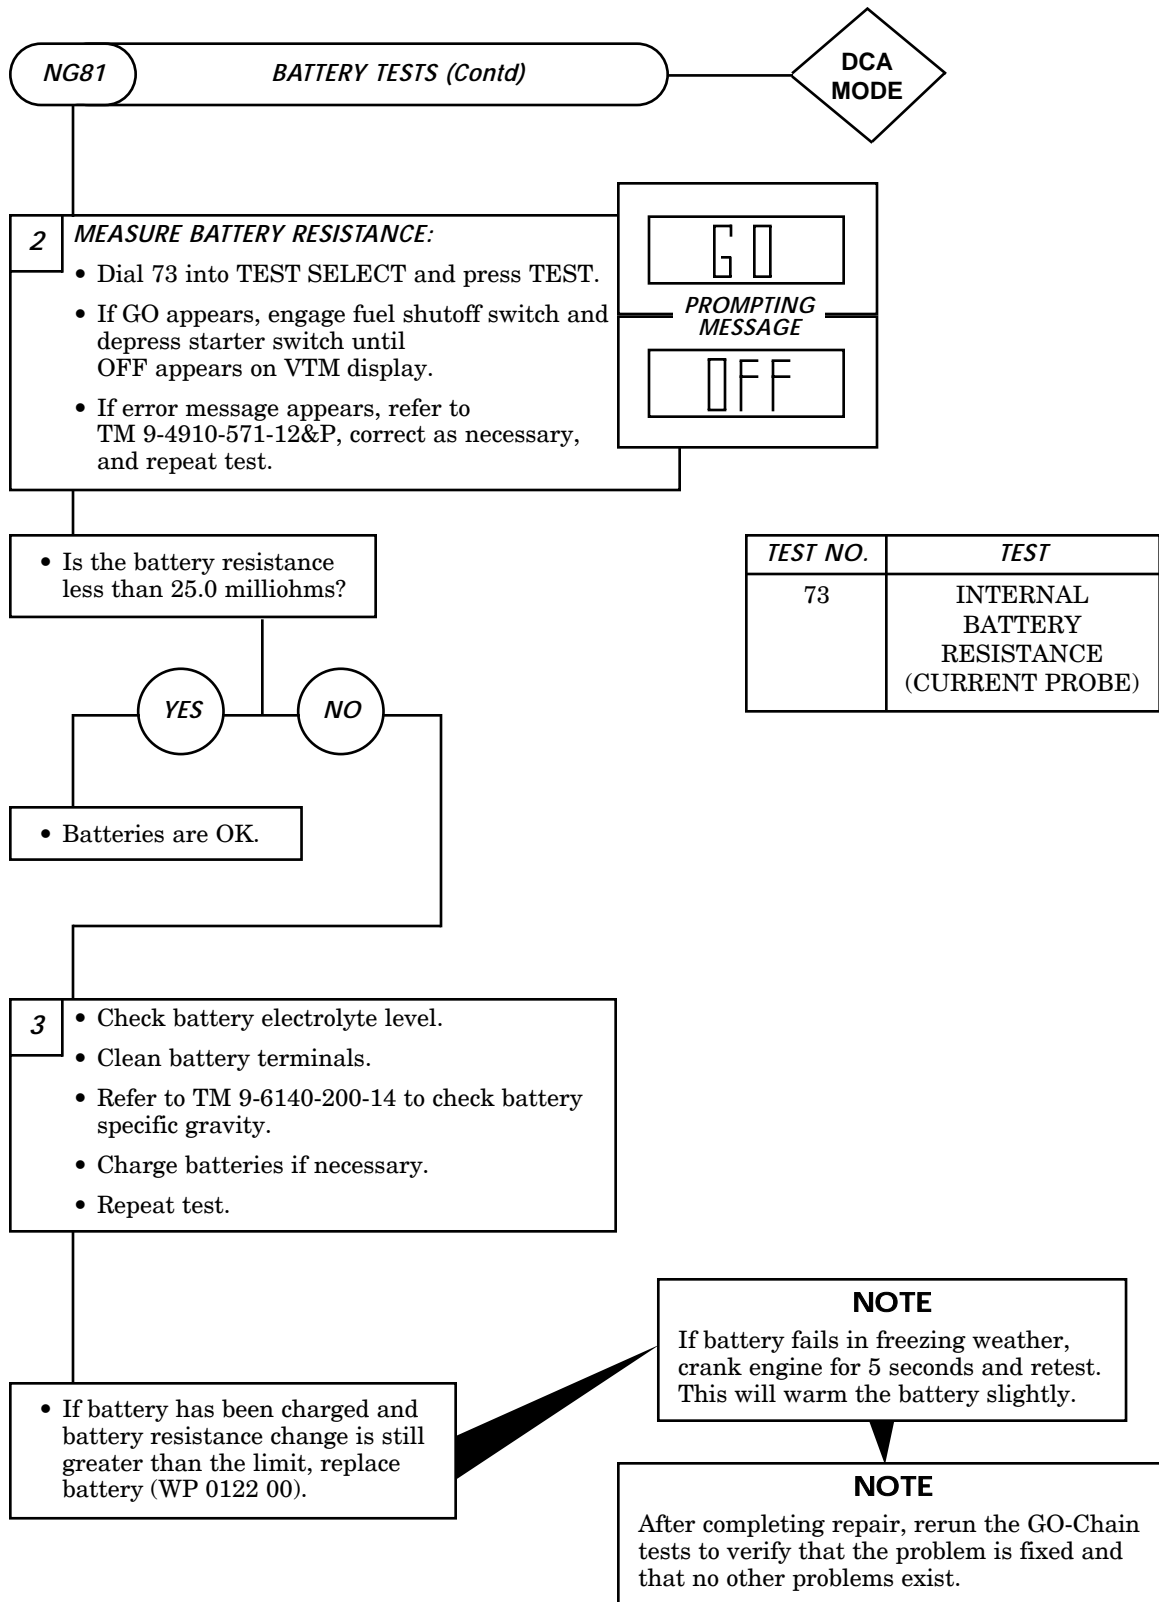 NG81
BATTERY TESTS (Contd)
DCA
MODE
2
MEASURE BATTERY RESISTANCE:
• Dial 73 into TEST SELECT and press TEST.
• If GO appears, engage fuel shutoff switch and
depress starter switch until
OFF appears on VTM display.
• If error message appears, refer to
TM 9-4910-571-12&P, correct as necessary,
and repeat test.
GO
PROMPTING
MESSAGE
OFF
• Is the battery resistance
less than 25.0 milliohms?
TEST NO.
TEST
73
INTERNAL
BATTERY
RESISTANCE
(CURRENT PROBE)
YES
NO
• Batteries are OK.
3
• Check battery electrolyte level.
• Clean battery terminals.
• Refer to TM 9-6140-200-14 to check battery
specific gravity.
• Charge batteries if necessary.
• Repeat test.
• If battery has been charged and
battery resistance change is still
greater than the limit, replace
battery (WP 0122 00).
NOTE
If battery fails in freezing weather,
crank engine for 5 seconds and retest.
This will warm the battery slightly.
NOTE
After completing repair, rerun the GO-Chain
tests to verify that the problem is fixed and
that no other problems exist.